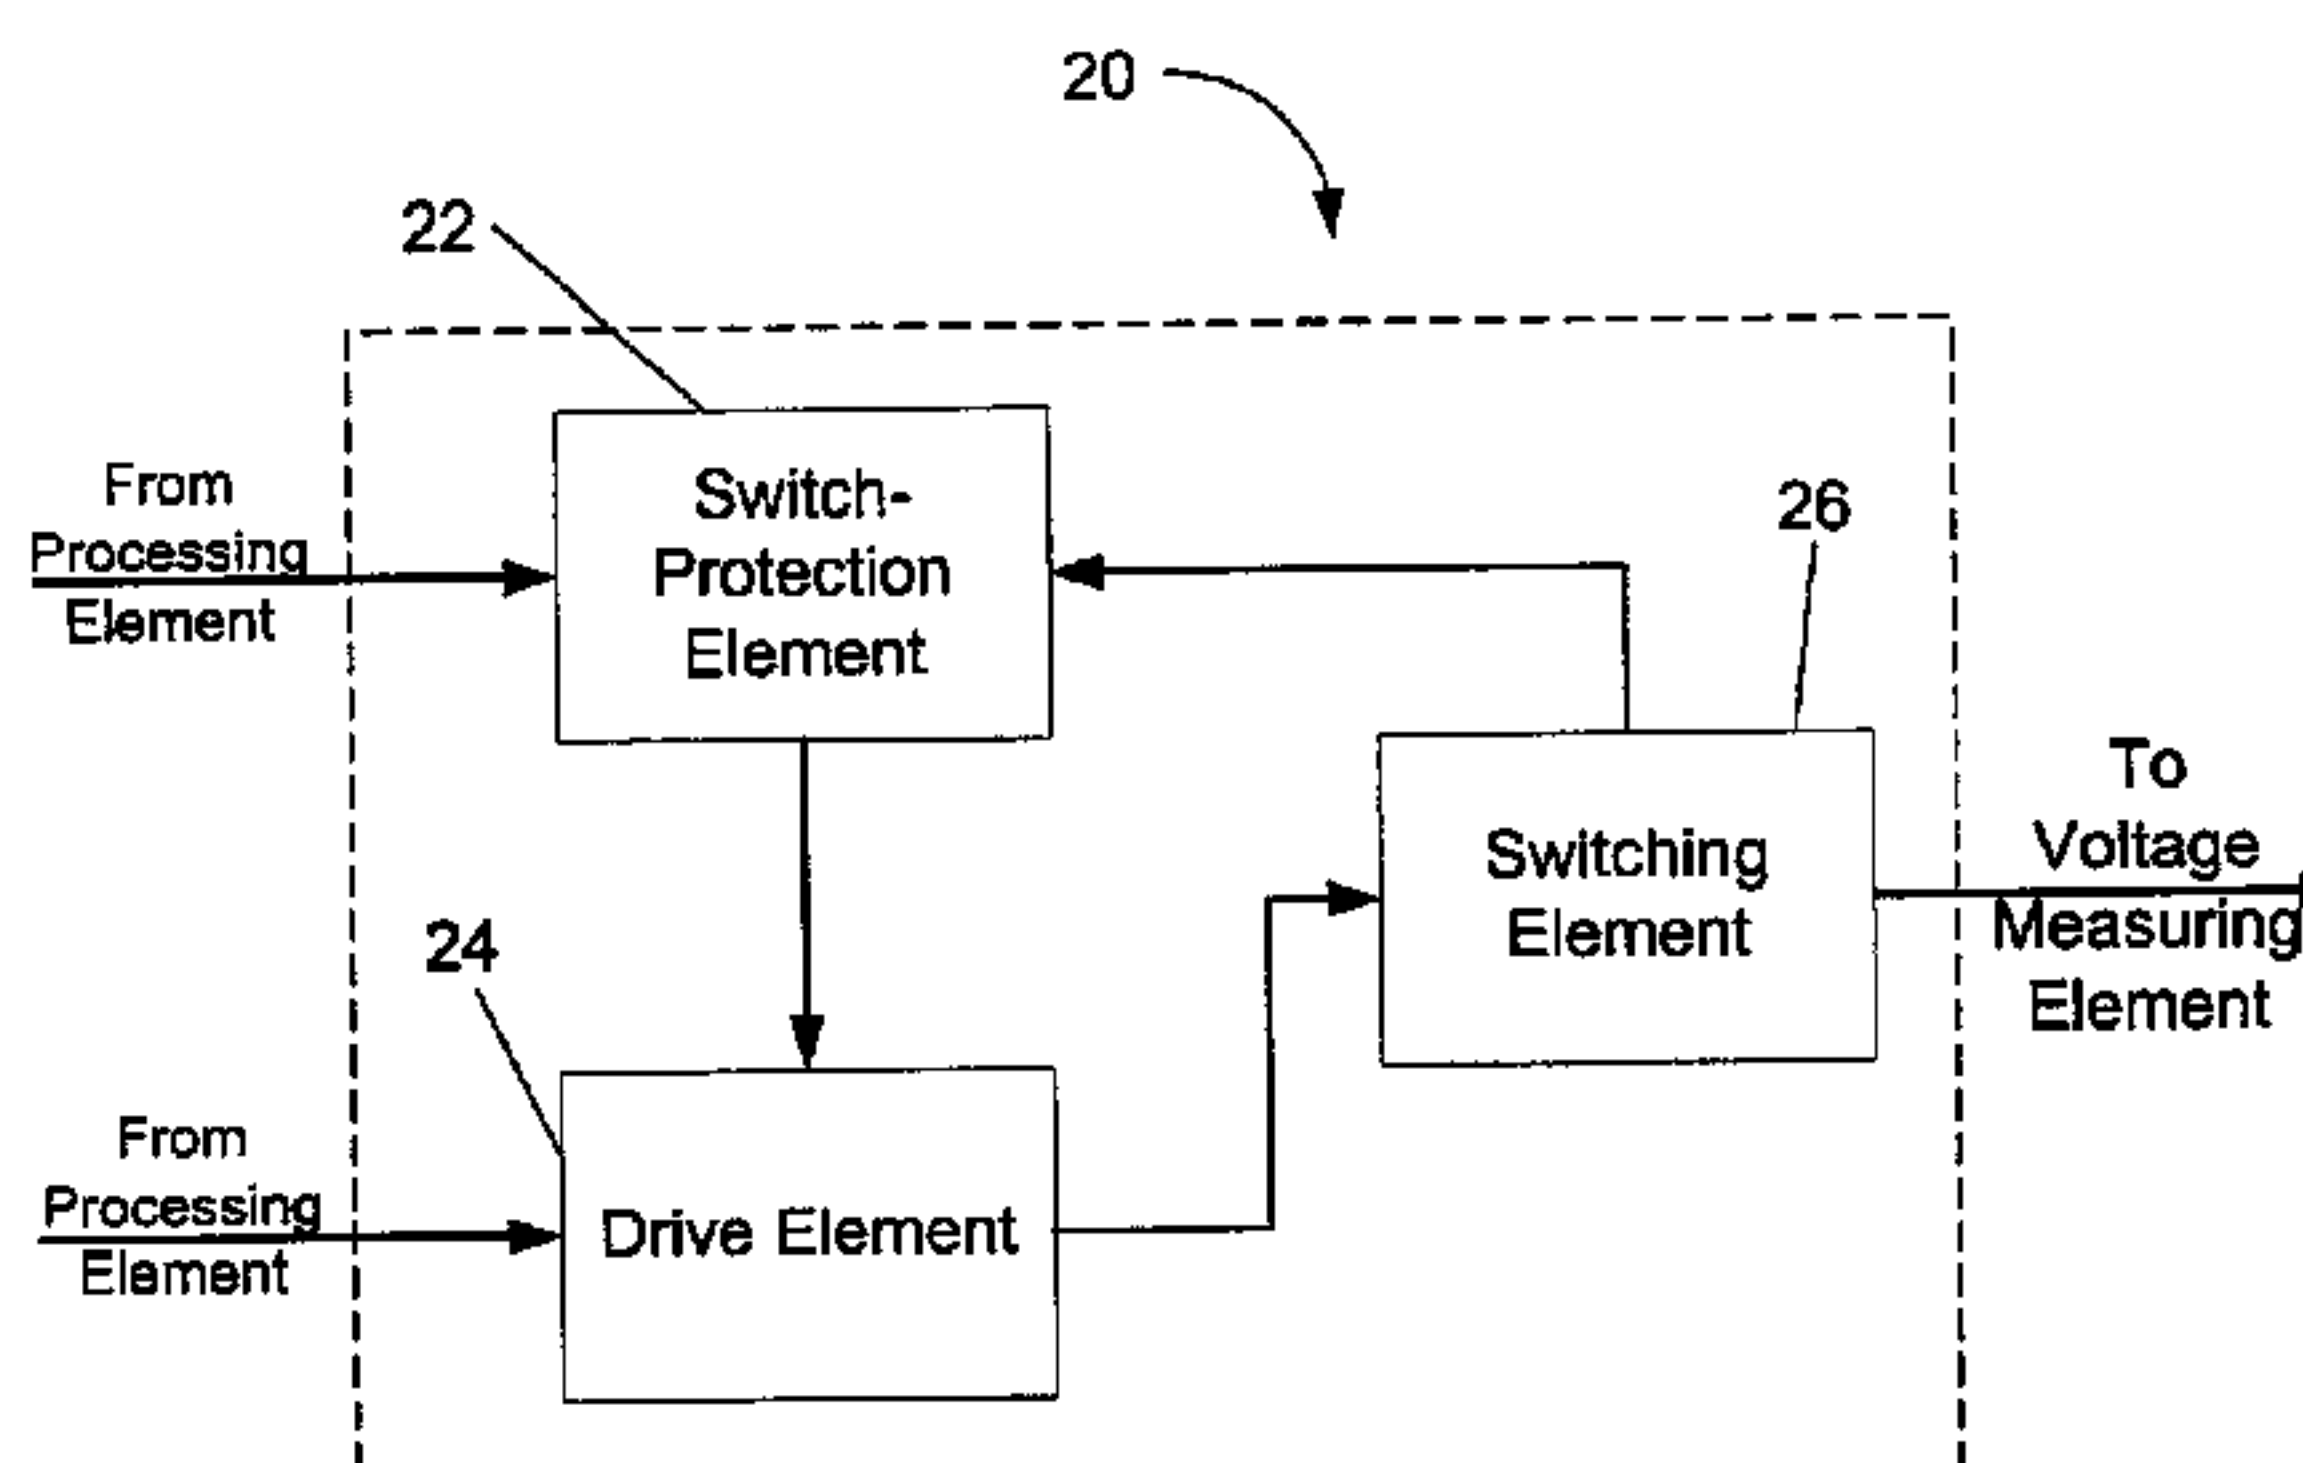 20
22
From
Processing
Element
Switch-
Protection
Element
26
Switching
Element
To
Voltage
Measuring
Element
24
From
Processing
Element
Drive Element